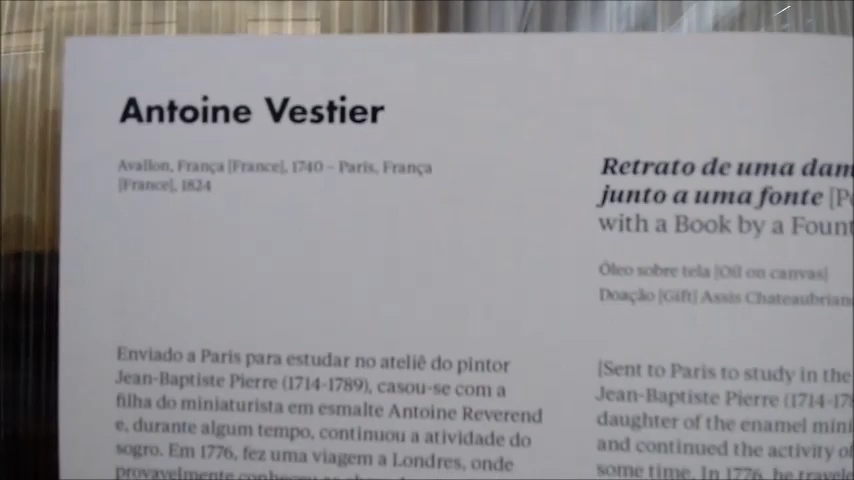 Antoine Vestier
Avallon, França [France], 1740 – Paris, França
[France], 1824
Retrato de uma dam
junto a uma fonte [Po
with a Book by a Fount
Óleo sobre tela [Oil on canvas]
Doação [Gift] Assis Chateaubrian
Enviado a Paris para estudar no ateliê do pintor
Jean-Baptiste Pierre (1714-1789), casou-se com a
filha do miniaturista em esmalte Antoine Reverend
e, durante algum tempo, continuou a atividade do
sogro. Em 1776, fez uma viagem a Londres, onde
provavelmente
[Sent to Paris to study in the
Jean-Baptiste Pierre (1714-178
daughter of the enamel mini
and continued the activity of
some time. In 1776, he travele